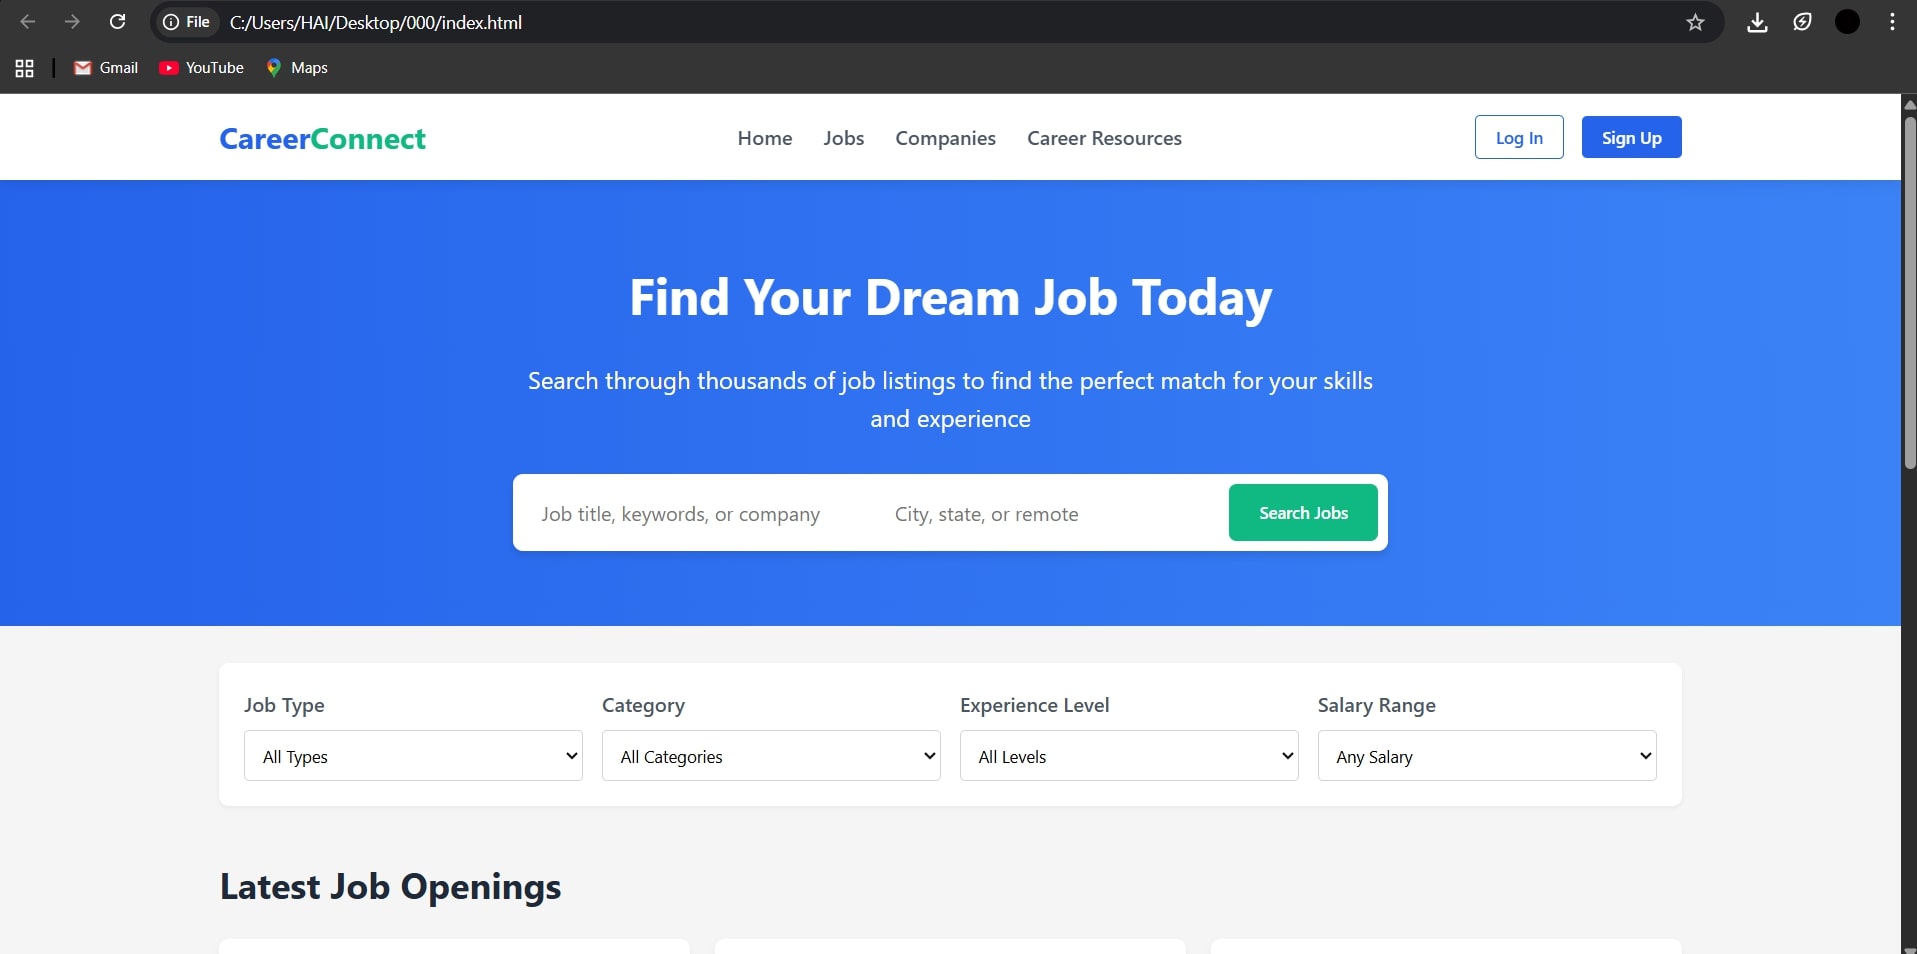 File C:/Users/HAI/Desktop/000/index.html
Gmail YouTube Maps
CareerConnect Home Jobs Companies Career Resources Log In Sign Up
Find Your Dream Job Today
Search through thousands of job listings to find the perfect match for your skills
and experience
Job title, keywords, or company City, state, or remote Search Jobs
Job Type Category Experience Level Salary Range
All Types All Categories All Levels Any Salary
Latest Job Openings